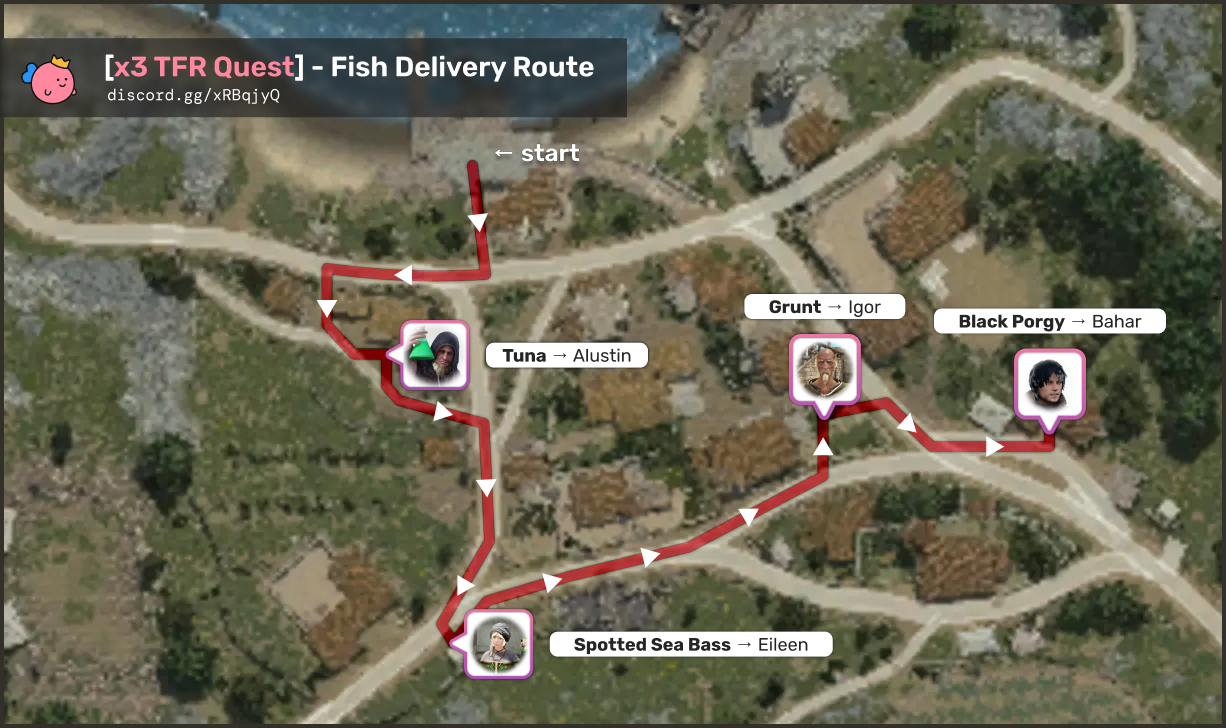 [x3 TFR Quest] - Fish Delivery Route
discord.gg/xRBqjyQ
← start
Grunt → Igor
Black Porgy → Bahar
Tuna → Alustin
Spotted Sea Bass → Eileen